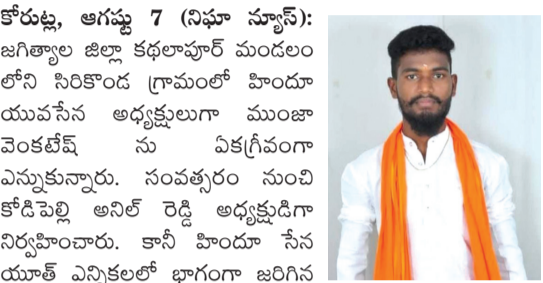 కోరుట్ల, ఆగష్టు 7 (నిఘా న్యూస్):
జగిత్యాల జిల్లా కథలాపూర్ మండలం
లోని సిరికొండ గ్రామంలో హిందూ
యువసేన అధ్యక్షులుగా ముంజా
వెంకటేష్ ను ఏకగ్రీవంగా
ఎన్నుకున్నారు. సంవత్సరం నుంచి
కోడిపెల్లి అనిల్ రెడ్డి అధ్యక్షుడిగా
నిర్వహించారు. కానీ హిందూ సేన
యూత్ ఎన్నికలలో భాగంగా జరిగిన